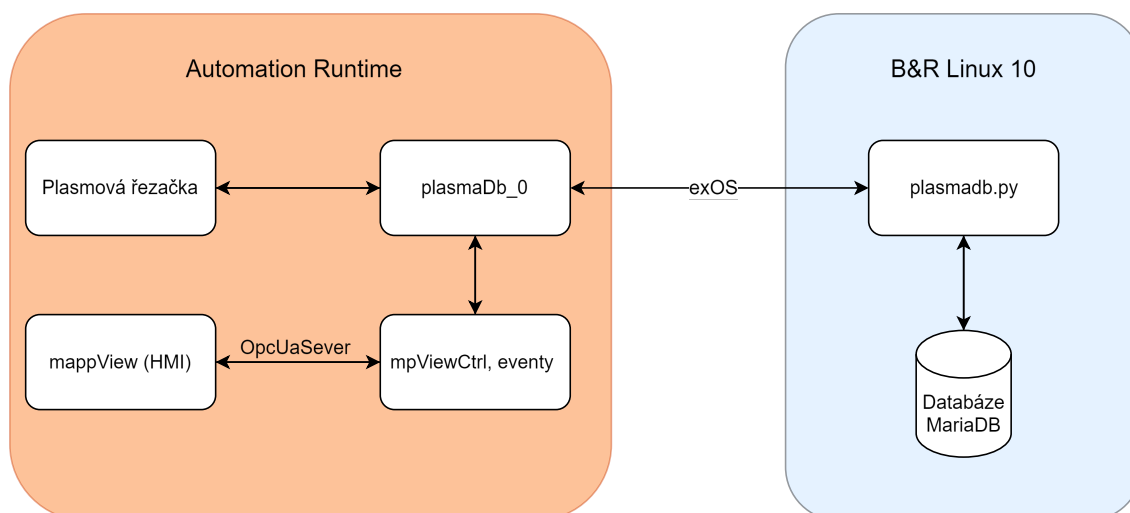 Automation Runtime
B&R Linux 10
Plasmová řezačka
plasmaDb_0
exOS
plasmadb.py
mappView (HMI)
OpcUaSever
mpViewCtrl, eventy
Databáze
MariaDB